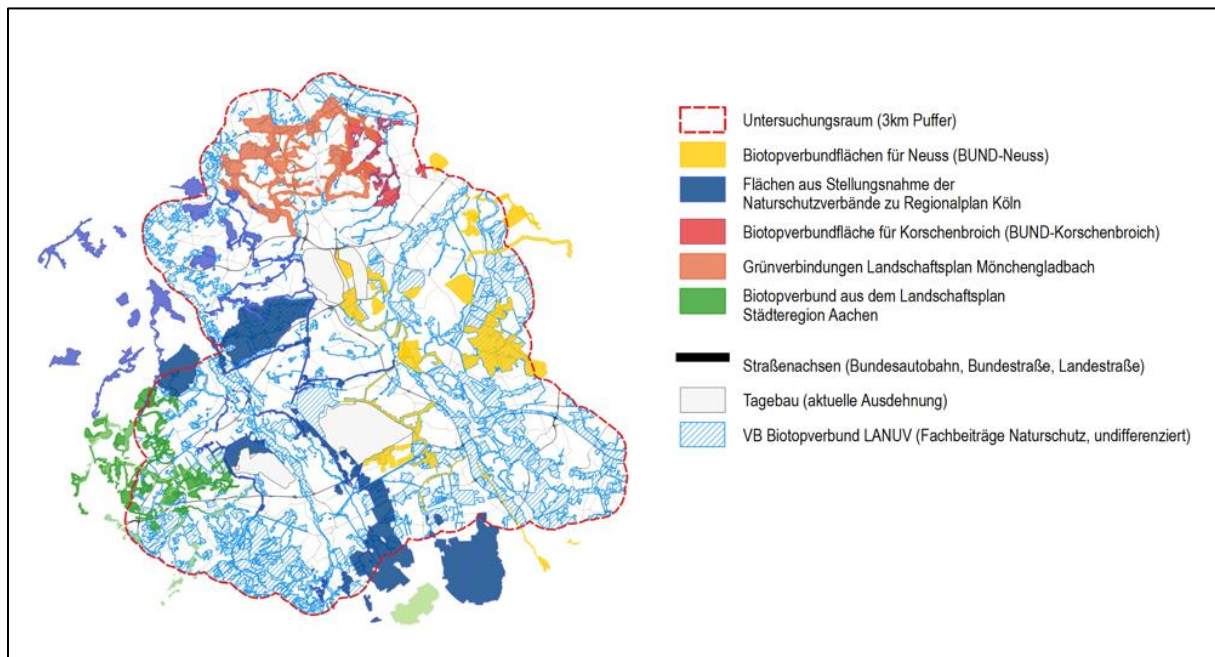 Untersuchungsraum (3km Puffer)
Biotopverbundflächen für Neuss (BUND-Neuss)
Flächen aus Stellungsnahme der
Naturschutzverbände zu Regionalplan Köln
Biotopverbundfläche für Korschenbroich (BUND-Korschenbroich)
Grünverbindungen Landschaftsplan Mönchengladbach
Biotopverbund aus dem Landschaftsplan
Städteregion Aachen
Straßenachsen (Bundesautobahn, Bundestraße, Landestraße)
Tagebau (aktuelle Ausdehnung)
VB Biotopverbund LANUV (Fachbeiträge Naturschutz, undifferenziert)